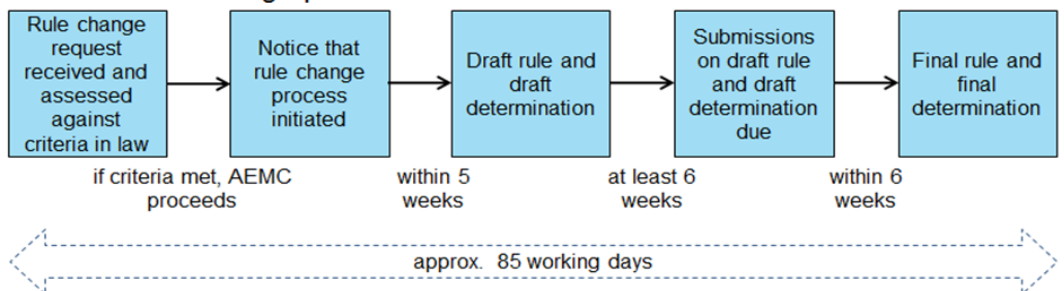 Rule change
request
received and
assessed
against
criteria in law
Notice that
rule change
process
initiated
Draft rule and
draft
determination
Submissions
on draft rule
and draft
determination
due
Final rule and
final
determination
if criteria met, AEMC
proceeds
within 5
weeks
at least 6
weeks
within 6
weeks
approx. 85 working days